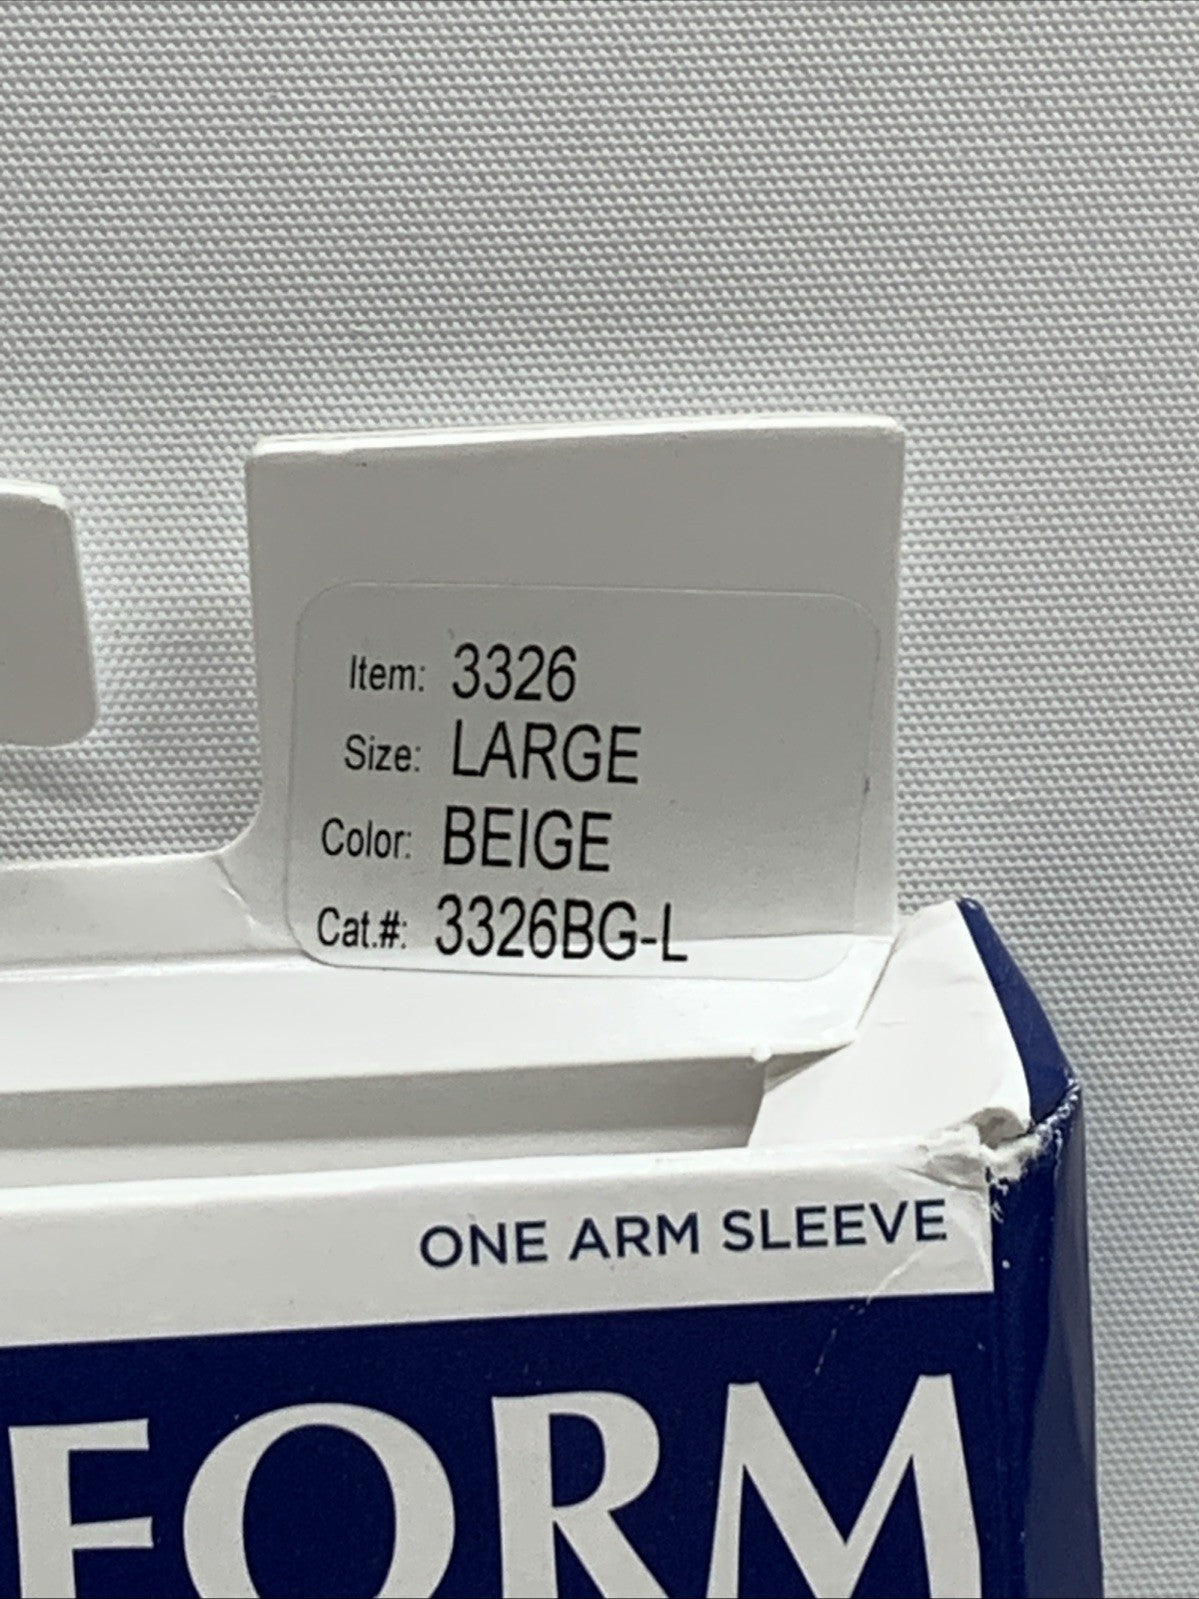 Item: 3326
Size: LARGE
Color: BEIGE
Cat.#: 3326BG-L
ONE ARM SLEEVE
FORM